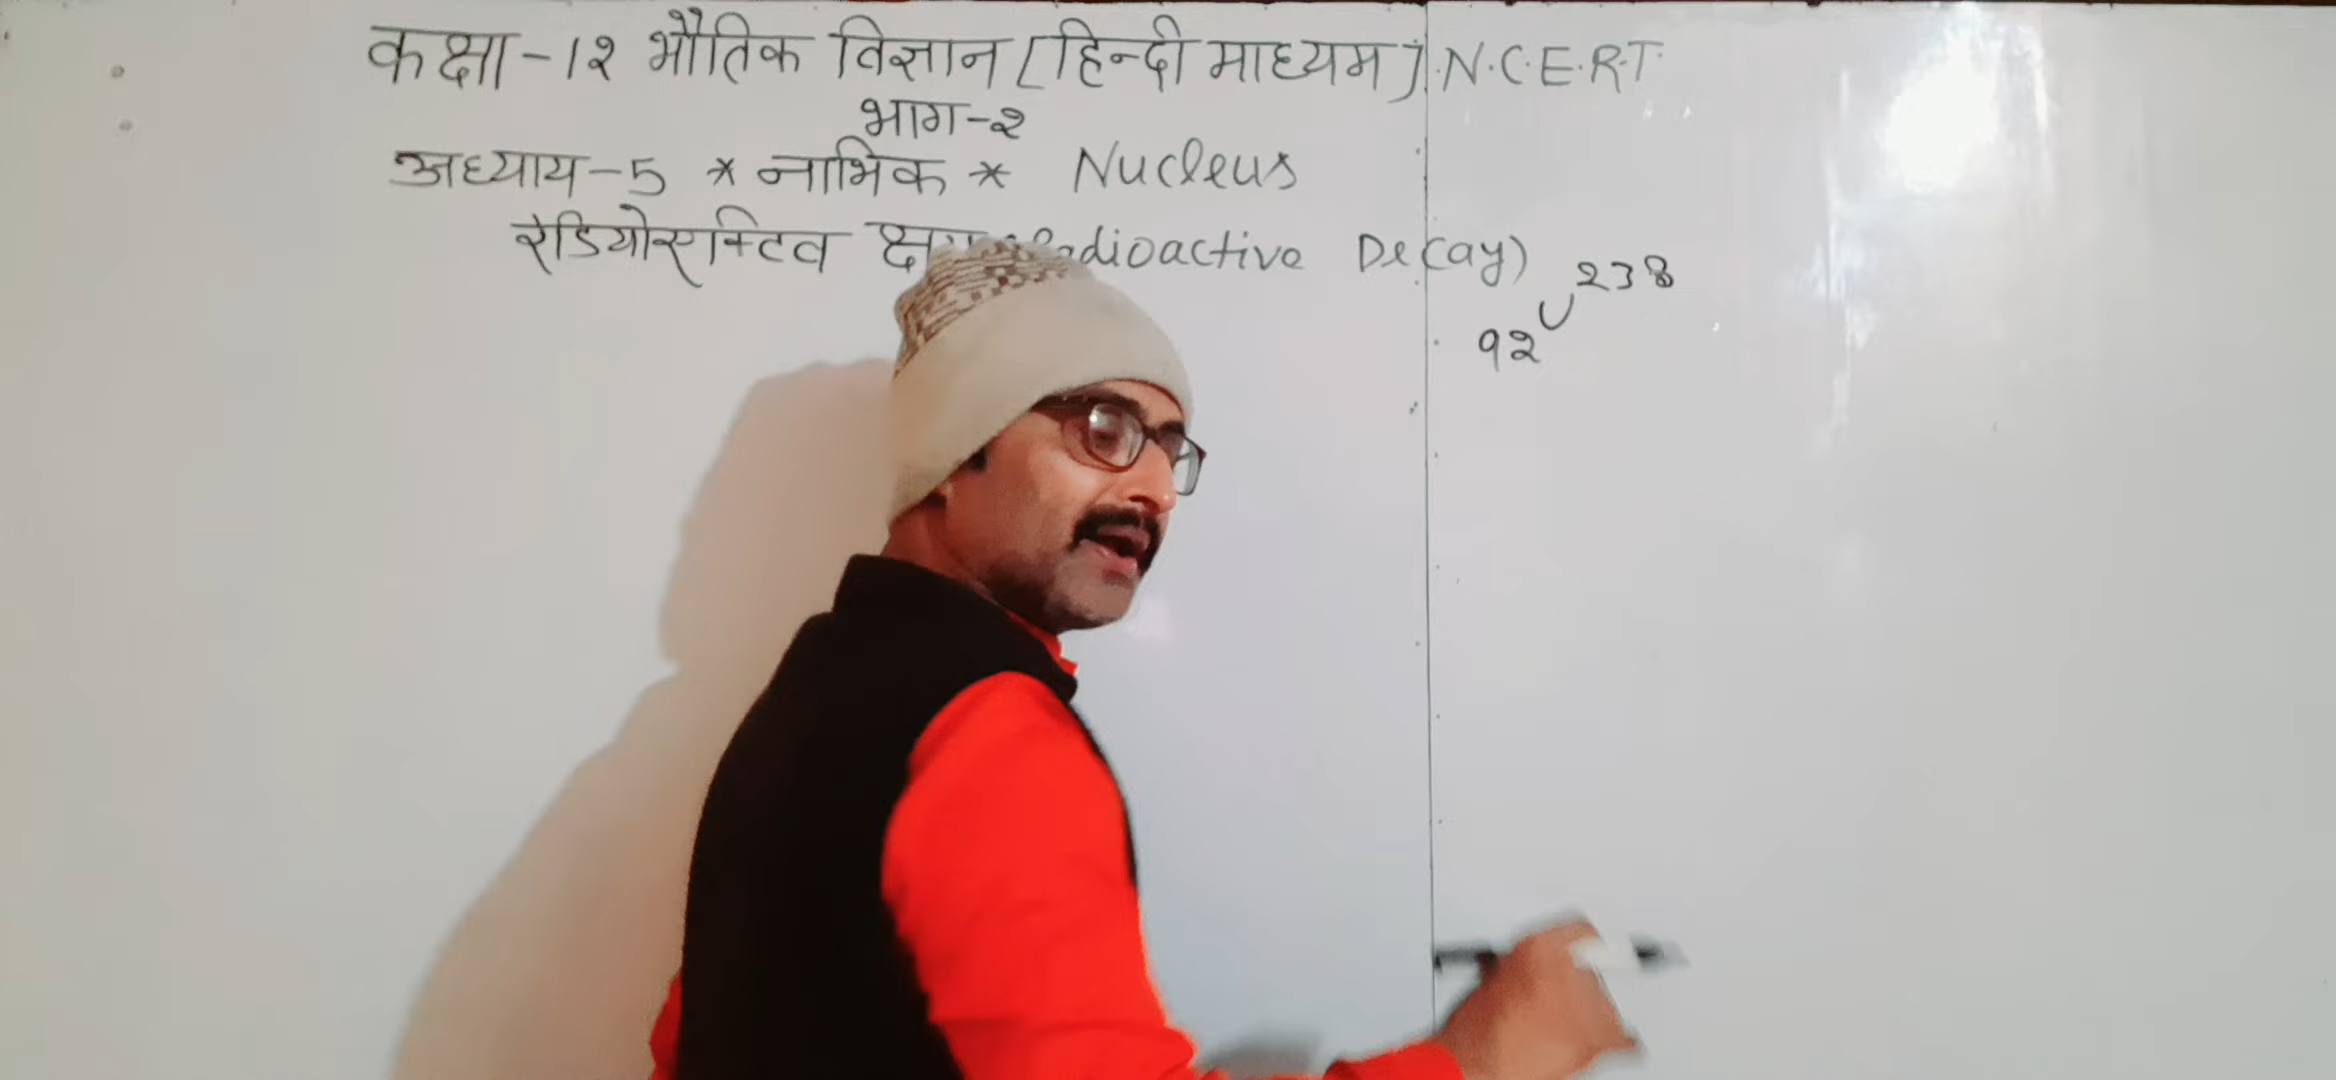 कक्षा-12 भौतिक विज्ञान [हिन्दी माध्यम] N.C.E.R.T.
भाग-2
अध्याय-5 * नाभिक * Nucleus
रेडियोएक्टिव Decay)
92 U 238